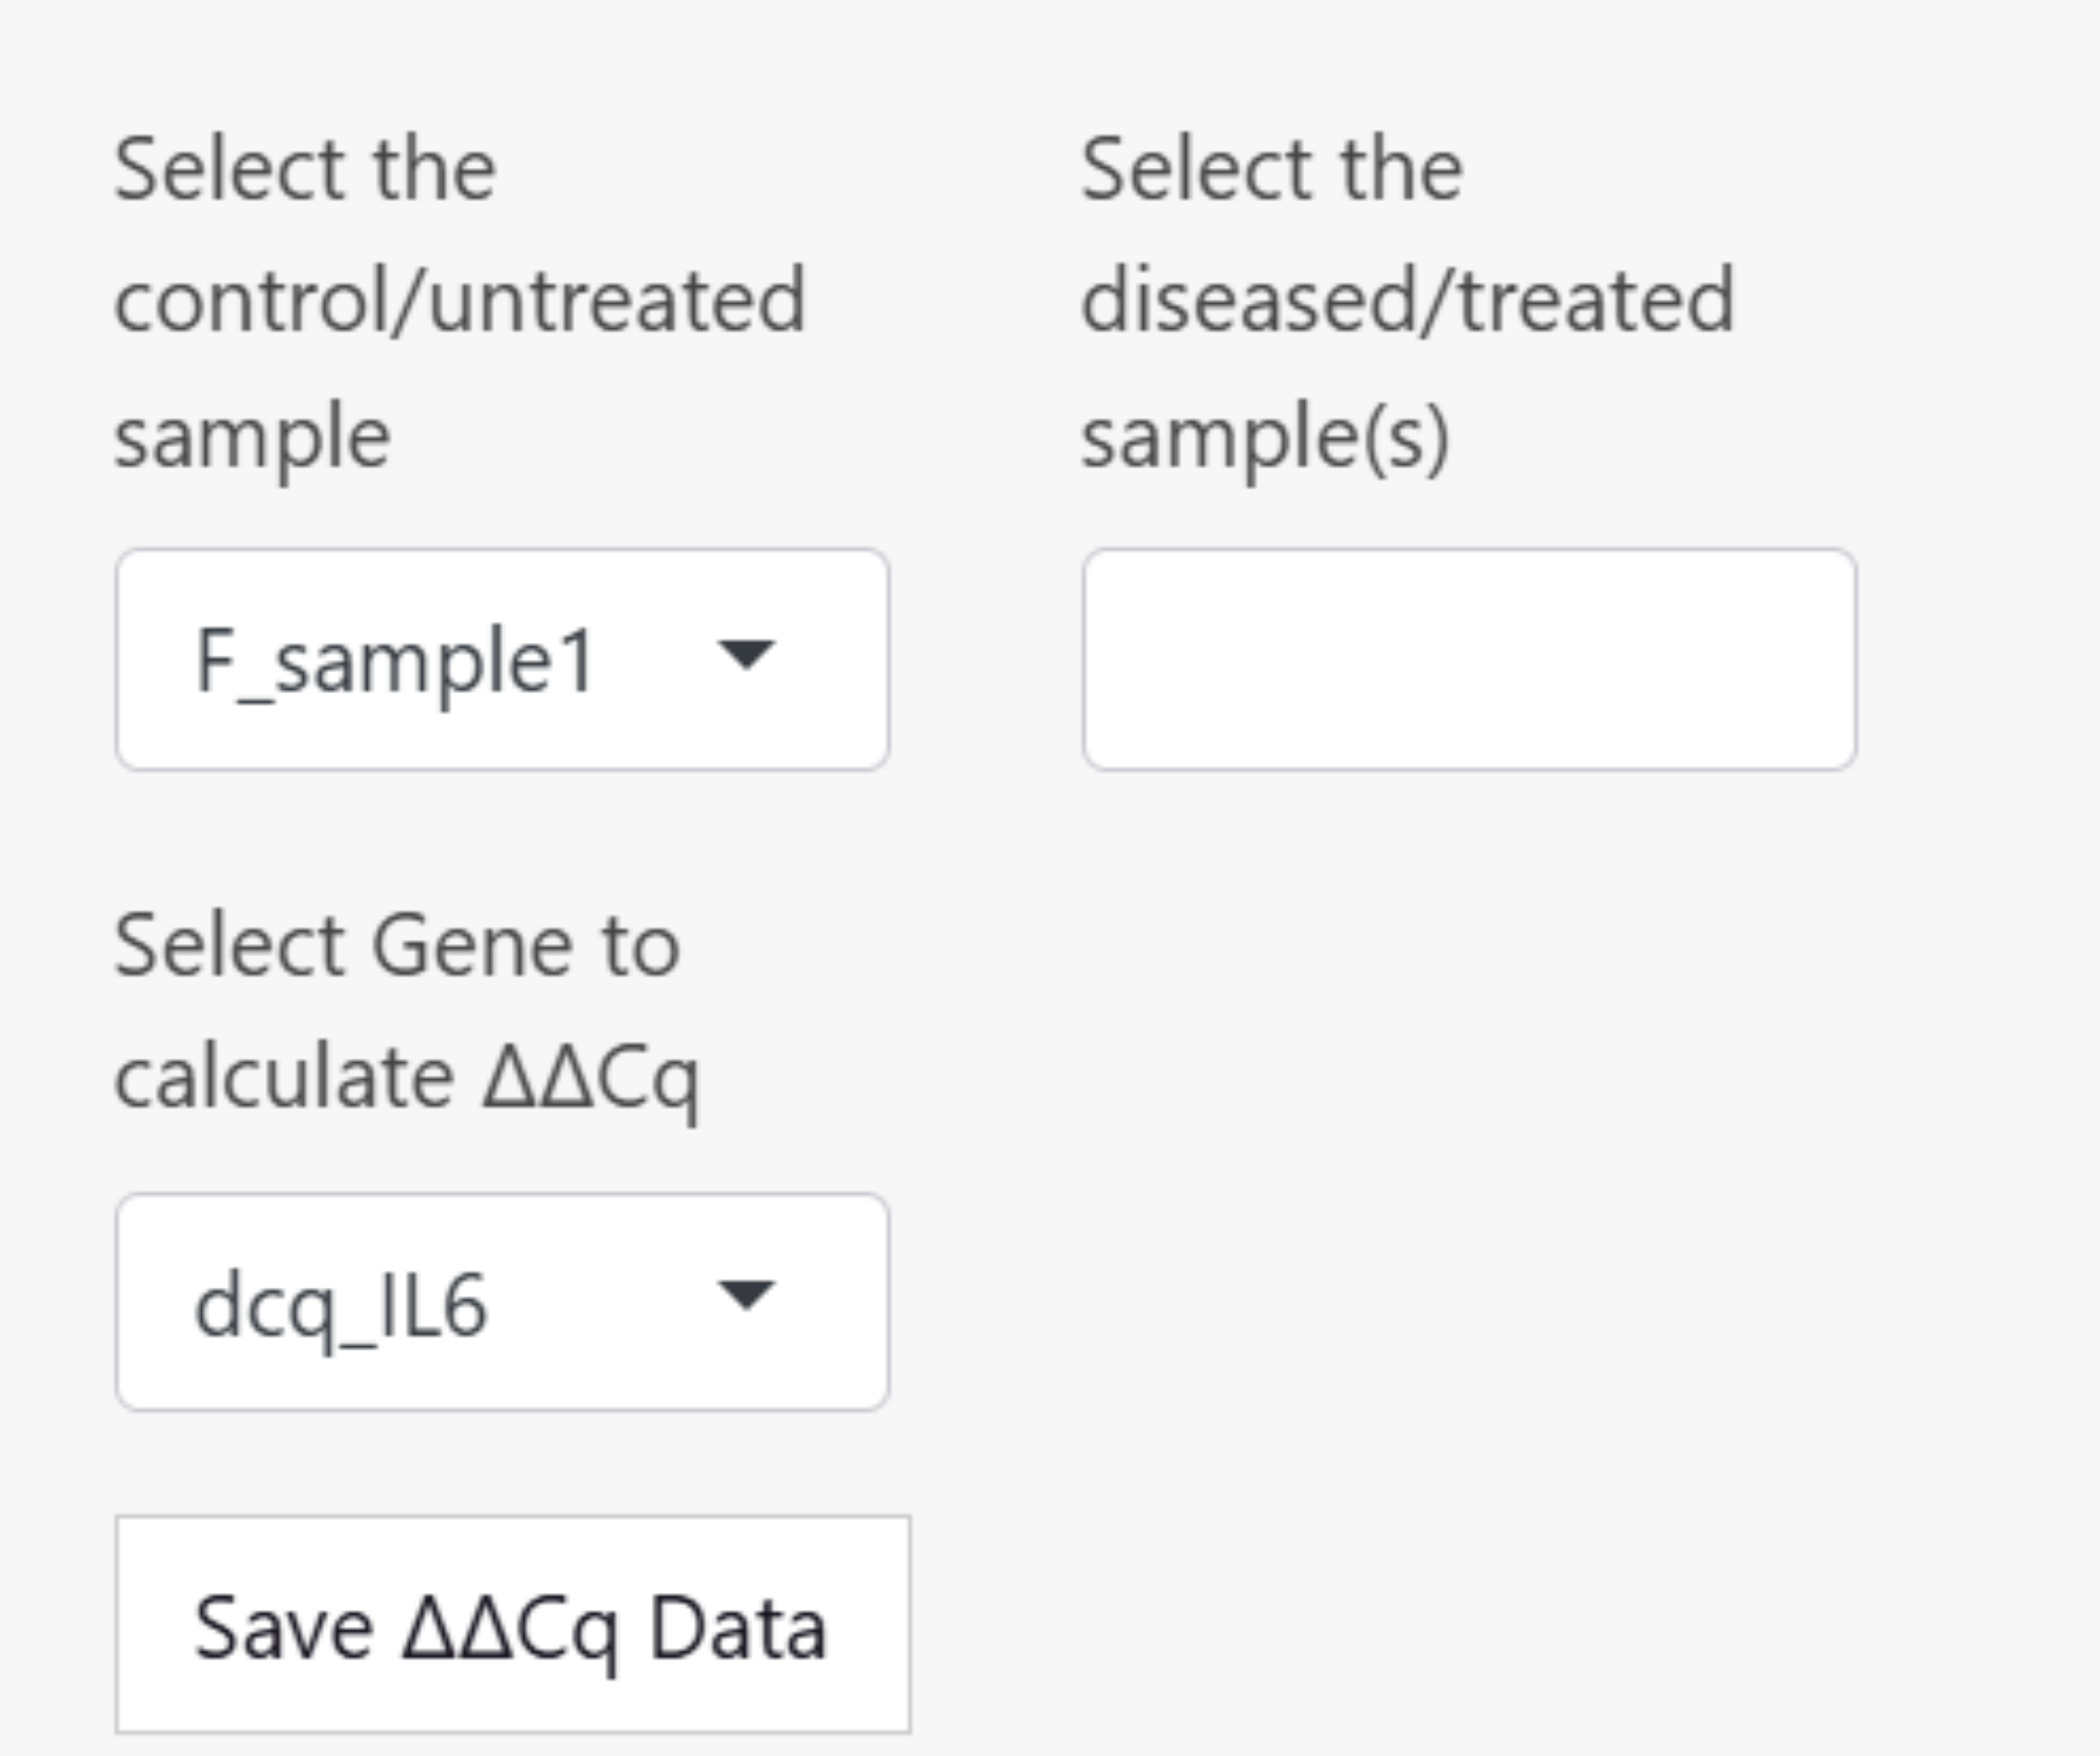 Select the
control/untreated
sample
F_sample1
Select the
diseased/treated
sample(s)
Select Gene to
calculate ΔΔCq
dcq_IL6
Save ΔΔCq Data